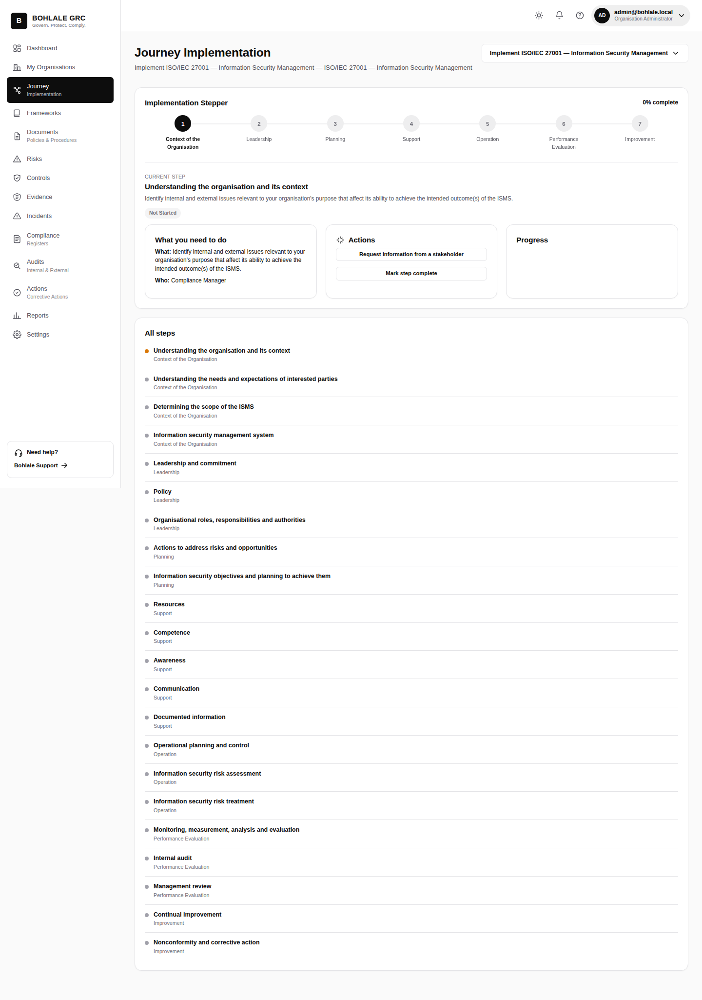 B
BOHLALE GRC
Govern. Protect. Comply.
Dashboard
My Organisations
Journey
Implementation
Frameworks
Documents
Policies & Procedures
Risks
Controls
Evidence
Incidents
Compliance
Registers
Audits
Internal & External
Actions
Corrective Actions
Reports
Settings
Need help?
Bohlale Support
AD
admin@bohlale.local
Organisation Administrator
Journey Implementation
Implement ISO/IEC 27001 — Information Security Management — ISO/IEC 27001 — Information Security Management
Implement ISO/IEC 27001 — Information Security Management
Implementation Stepper
0% complete
1
2
3
4
5
6
7
Context of the
Organisation
Leadership
Planning
Support
Operation
Performance
Evaluation
Improvement
CURRENT STEP
Understanding the organisation and its context
Identify internal and external issues relevant to your organisation's purpose that affect its ability to achieve the intended outcome(s) of the ISMS.
Not Started
What you need to do
What: Identify internal and external issues relevant to your
organisation's purpose that affect its ability to achieve the
intended outcome(s) of the ISMS.
Who: Compliance Manager
Actions
Request information from a stakeholder
Mark step complete
Progress
All steps
Understanding the organisation and its context
Context of the Organisation
Understanding the needs and expectations of interested parties
Context of the Organisation
Determining the scope of the ISMS
Context of the Organisation
Information security management system
Context of the Organisation
Leadership and commitment
Leadership
Policy
Leadership
Organisational roles, responsibilities and authorities
Leadership
Actions to address risks and opportunities
Planning
Information security objectives and planning to achieve them
Planning
Resources
Support
Competence
Support
Awareness
Support
Communication
Support
Documented information
Support
Operational planning and control
Operation
Information security risk assessment
Operation
Information security risk treatment
Operation
Monitoring, measurement, analysis and evaluation
Performance Evaluation
Internal audit
Performance Evaluation
Management review
Performance Evaluation
Continual improvement
Improvement
Nonconformity and corrective action
Improvement